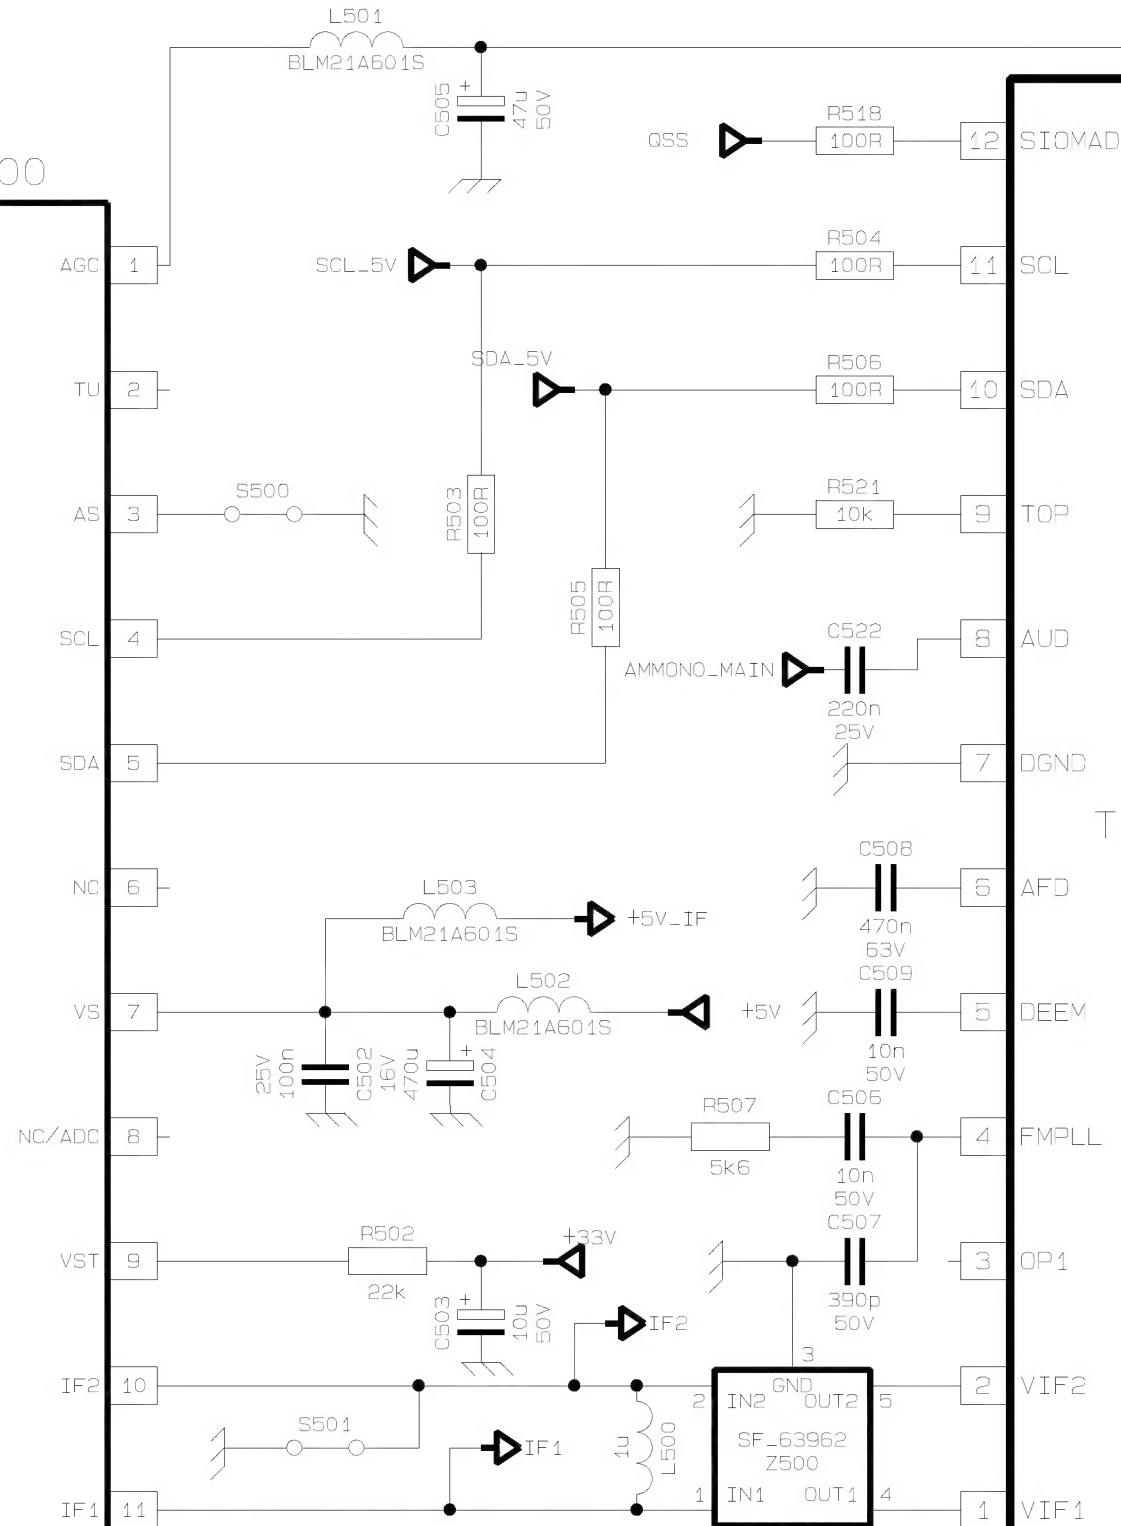 L501
BLM21A601S
C505
47u
50V
QSS
R518
100R
12
SIOMAD
00
AGC
1
SCL_5V
R504
100R
11
SCL
TU
2
SDA_5V
R506
100R
10
SDA
AS
3
S500
R503
100R
R521
10k
9
TOP
R505
100R
SCL
4
C522
220n
25V
AMMONO_MAIN
8
AUD
SDA
5
7
DGND
T
C508
470n
63V
6
AFD
NC
6
L503
BLM21A601S
+5V_IF
L502
BLM21A601S
+5V
VS
7
C509
10n
50V
5
DEEM
25V
100n
C502
16V
470u
C504
NC/ADC
8
R507
5k6
C506
10n
50V
4
FMPLL
C507
390p
50V
VST
9
R502
22k
+33V
C503
10u
50V
3
OP1
IF2
IF2
10
3
GND
2
IN2
OUT2
5
2
VIF2
S501
IF1
1u
L500
SF_63962
Z500
IF1
11
1
IN1
OUT1
4
1
VIF1